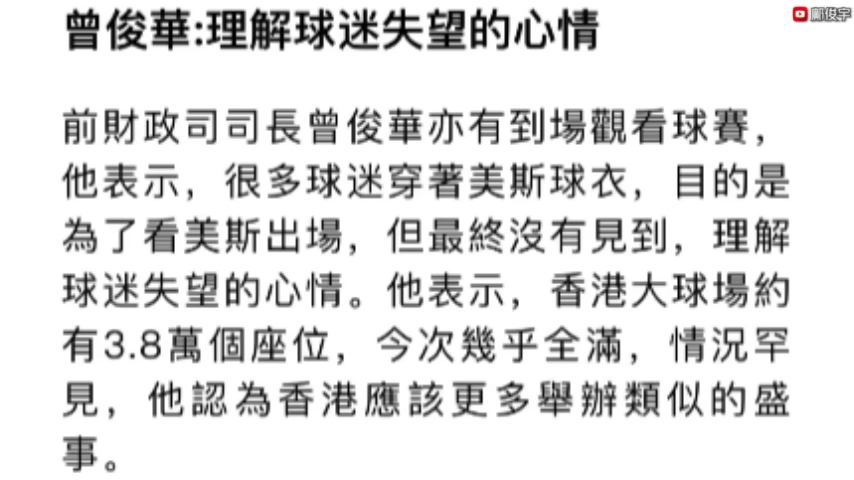 鄺俊宇
曾俊華:理解球迷失望的心情
前財政司司長曾俊華亦有到場觀看球賽，
他表示，很多球迷穿著美斯球衣，目的是
為了看美斯出場，但最終沒有見到，理解
球迷失望的心情。他表示，香港大球場約
有3.8萬個座位，今次幾乎全滿，情況罕
見，他認為香港應該更多舉辦類似的盛
事。